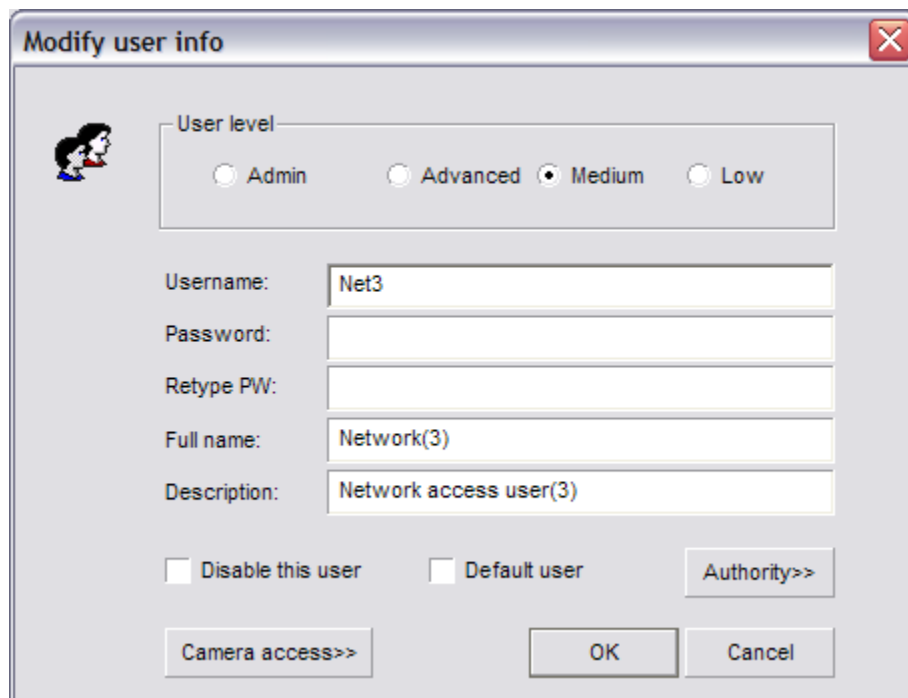 Modify user info
User level
Admin Advanced Medium Low
Username: Net3
Password:
Retype PW:
Full name: Network(3)
Description: Network access user(3)
Disable this user Default user Authority>>
Camera access>> OK Cancel